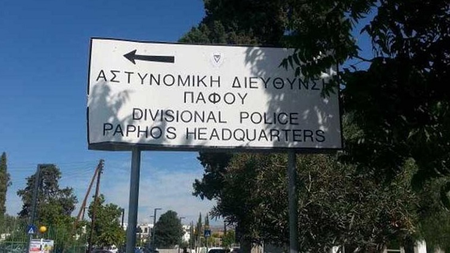 ΑΣΤΥΝΟΜΙΚΗ ΔΙΕΥΘΥΝΣΗ
ΠΑΦΟΥ
DIVISIONAL POLICE
PAPHOS HEADQUARTERS